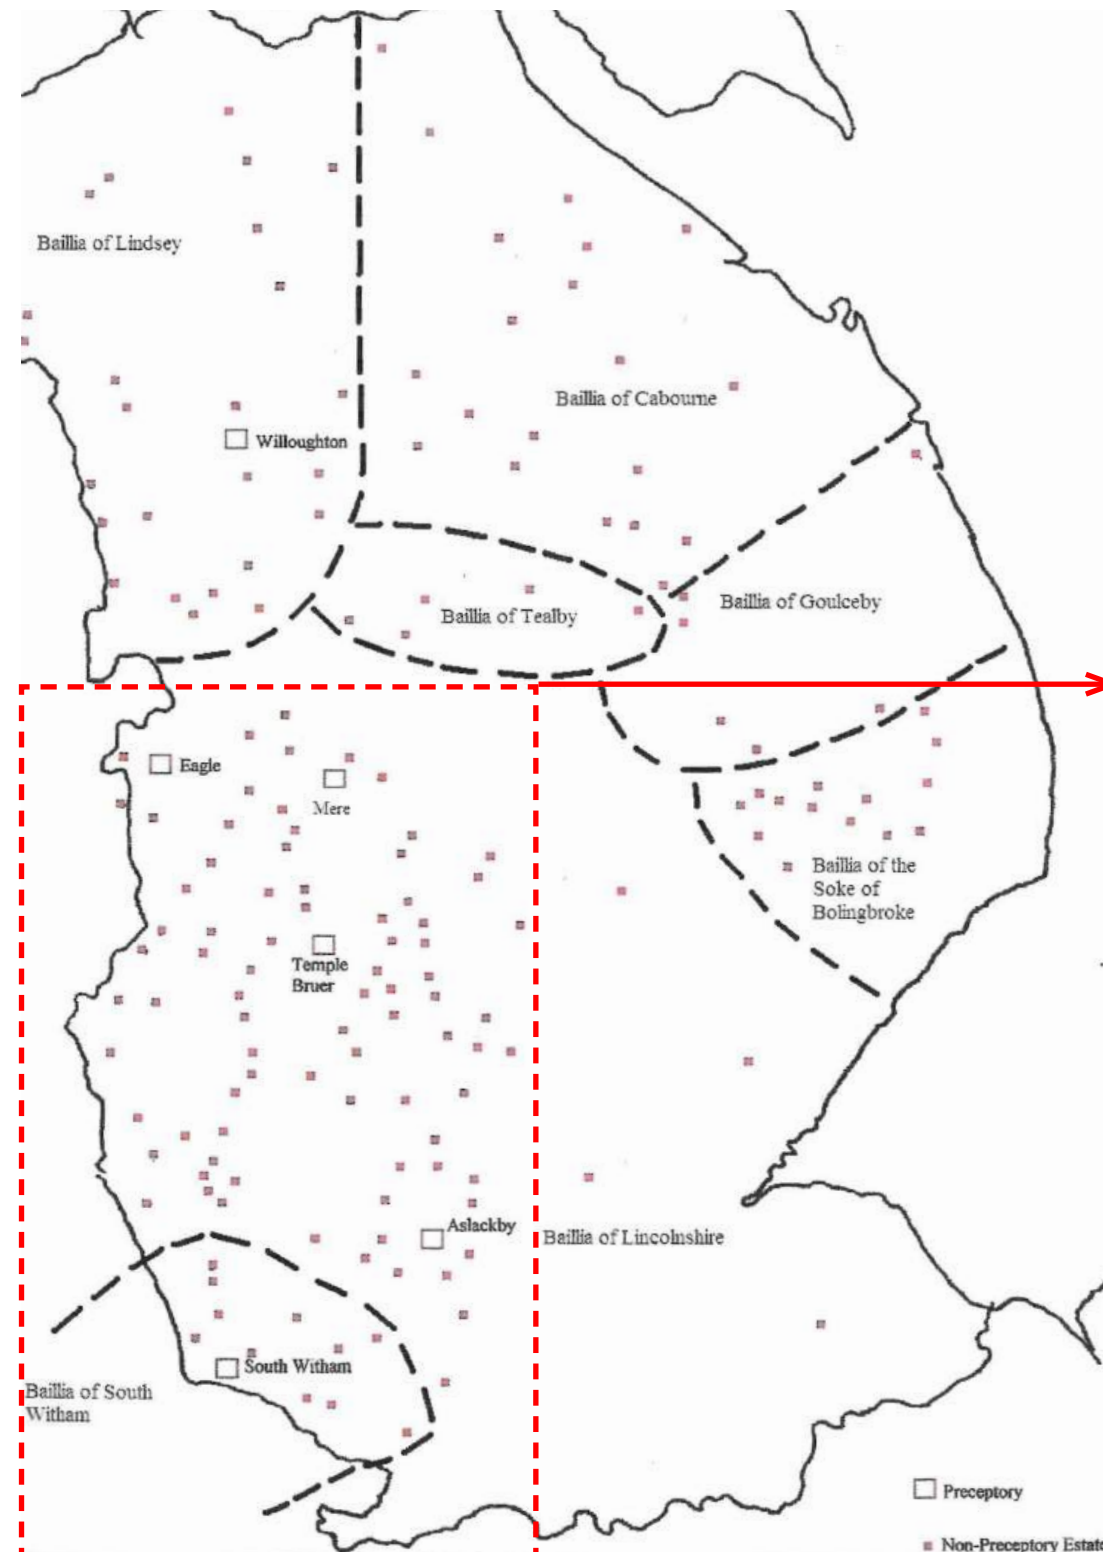 Baillia of Lindsey
Baillia of Cabourne
Willoughton
Baillia of Tealby
Baillia of Goulceby
Eagle
Mere
Baillia of the
Soke of
Bolingbroke
Temple
Bruer
Aslackby
Baillia of Lincolnshire
South Witham
Baillia of South
Witham
Preceptory
Non-Preceptory Estate